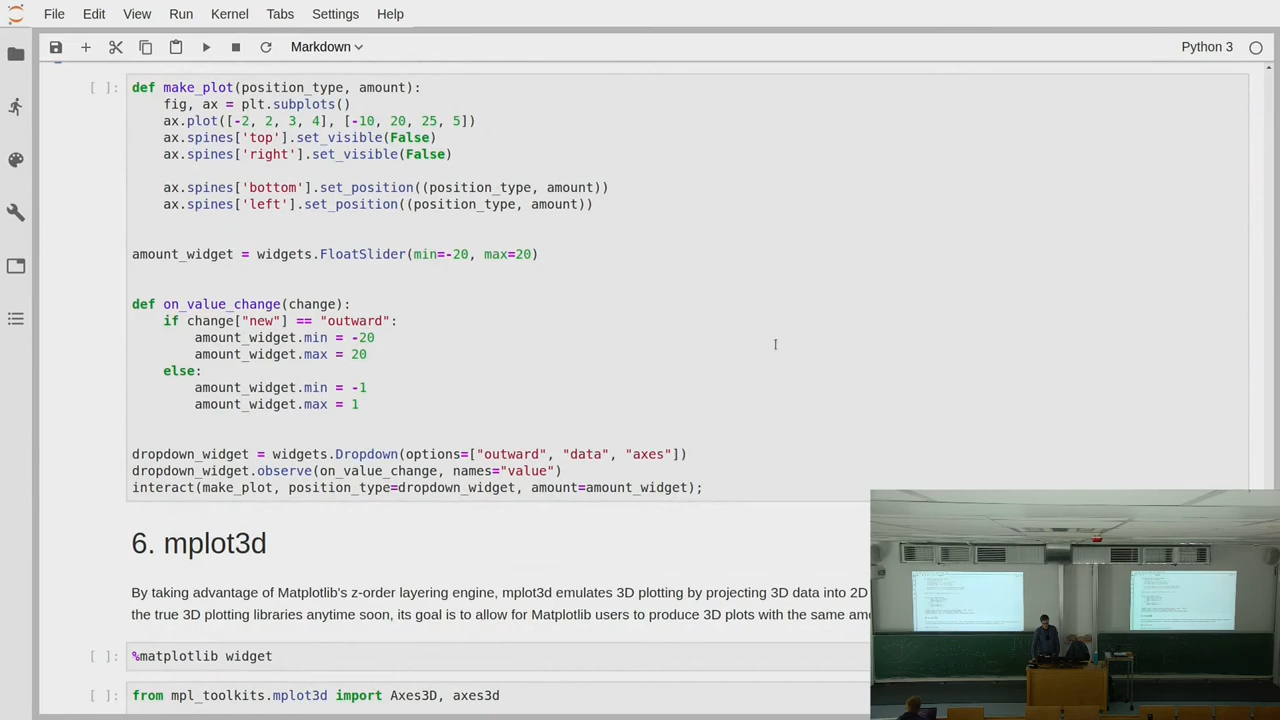 File Edit View Run Kernel Tabs Settings Help
Markdown Python 3
[ ]: def make_plot(position_type, amount):
fig, ax = plt.subplots()
ax.plot([-2, 2, 3, 4], [-10, 20, 25, 5])
ax.spines['top'].set_visible(False)
ax.spines['right'].set_visible(False)
ax.spines['bottom'].set_position((position_type, amount))
ax.spines['left'].set_position((position_type, amount))
amount_widget = widgets.FloatSlider(min=-20, max=20)
def on_value_change(change):
if change["new"] == "outward":
amount_widget.min = -20
amount_widget.max = 20
else:
amount_widget.min = -1
amount_widget.max = 1
dropdown_widget = widgets.Dropdown(options=["outward", "data", "axes"])
dropdown_widget.observe(on_value_change, names="value")
interact(make_plot, position_type=dropdown_widget, amount=amount_widget);
6. mplot3d
By taking advantage of Matplotlib's z-order layering engine, mplot3d emulates 3D plotting by projecting 3D data into 2D
the true 3D plotting libraries anytime soon, its goal is to allow for Matplotlib users to produce 3D plots with the same
[ ]: %matplotlib widget
[ ]: from mpl_toolkits.mplot3d import Axes3D, axes3d